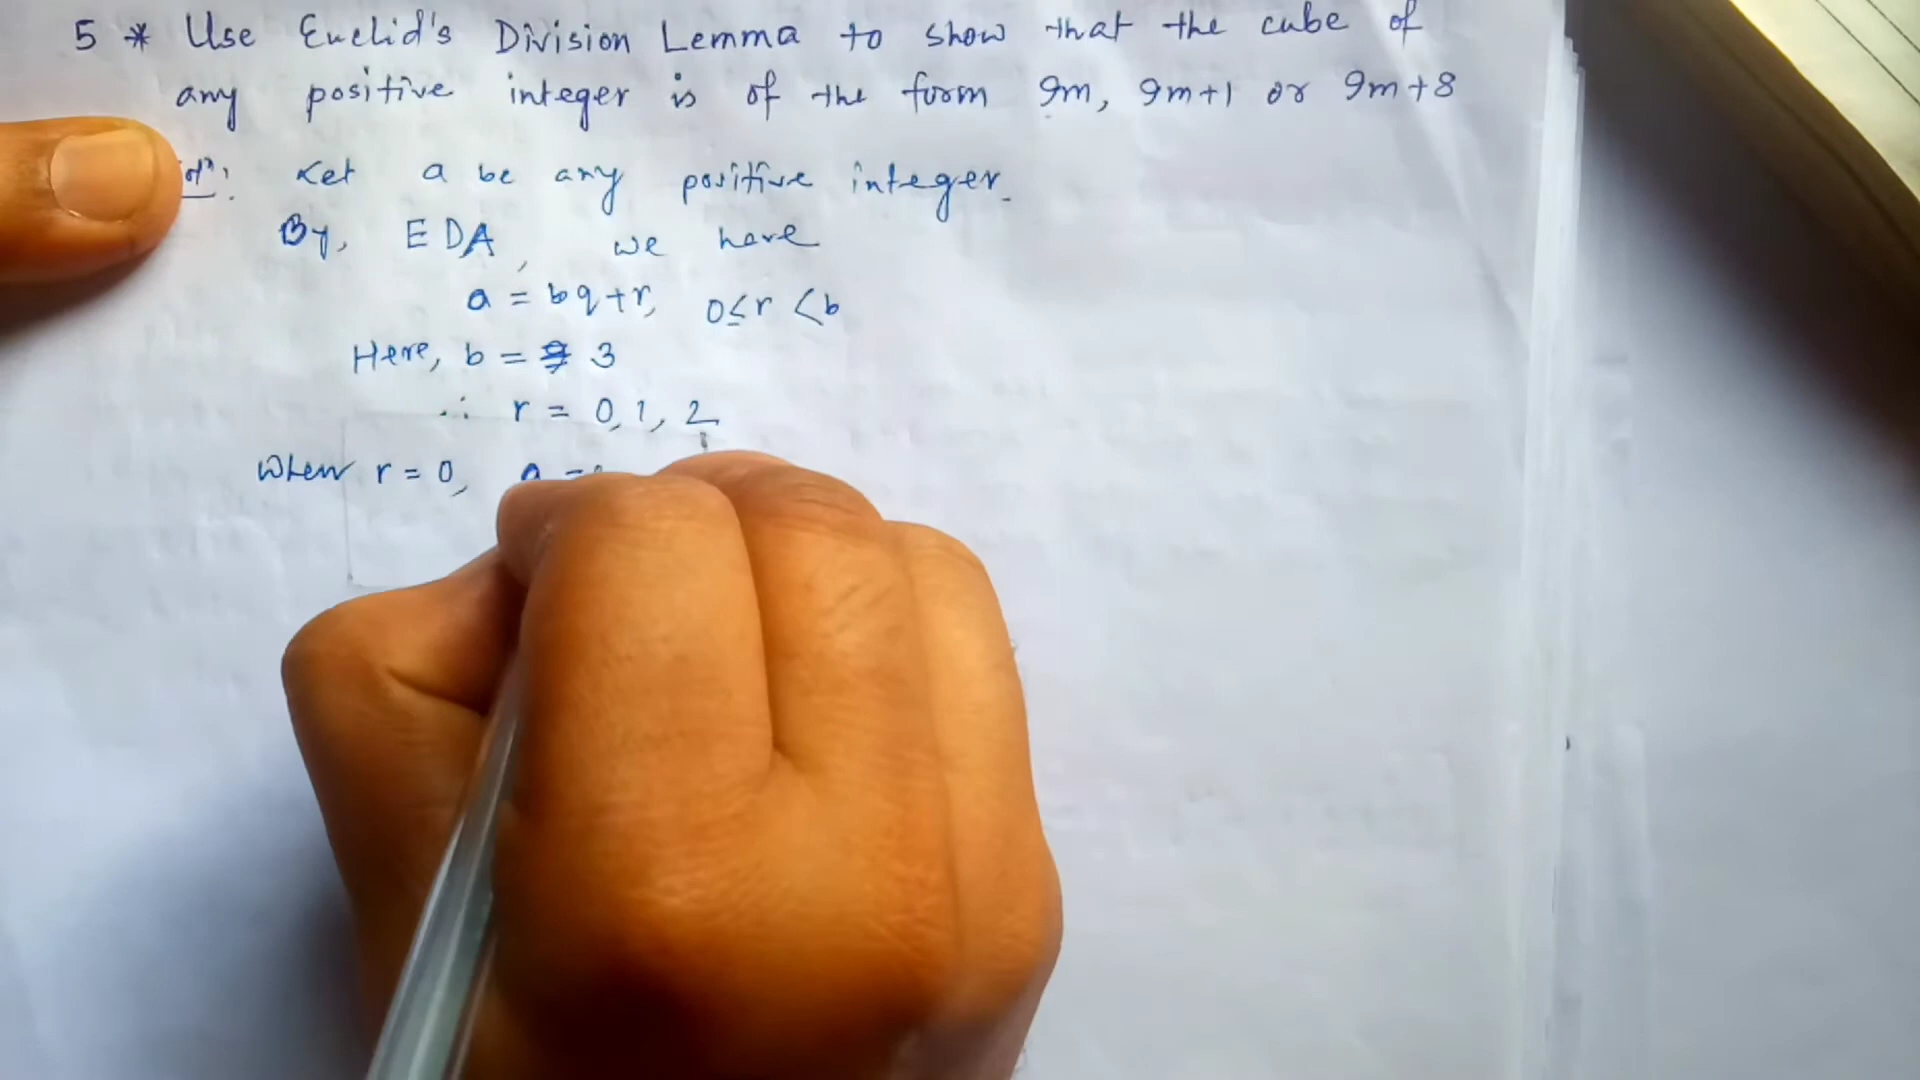 5 * Use Euclid's Division Lemma to show that the cube of
any positive integer is of the form 9m, 9m+1 or 9m+8
Let a be any positive integer.
By, EDA, we have
a = bq+r, 0≤r <b
Here, b = 3
∴ r = 0,1,2
When r = 0, a =